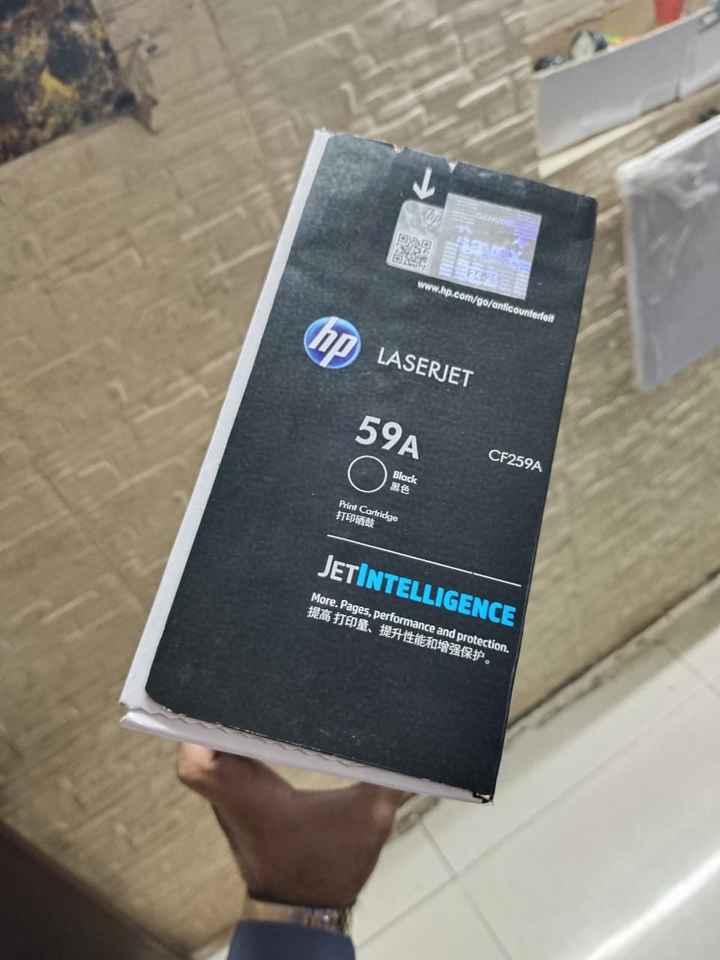 hp
www.hp.com/go/anticounterfeit
hp
LASERJET
59A
CF259A
Black
黑色
Print Cartridge
打印硒鼓
JETINTELLIGENCE
More. Pages, performance and protection.
提高 打印量、提升性能和增强保护。